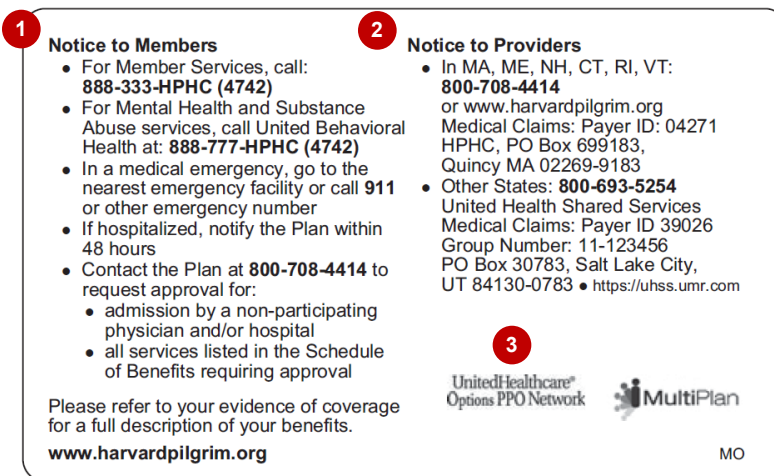 1
Notice to Members
● For Member Services, call:
888-333-HPHC (4742)
● For Mental Health and Substance
Abuse services, call United Behavioral
Health at: 888-777-HPHC (4742)
● In a medical emergency, go to the
nearest emergency facility or call 911
or other emergency number
● If hospitalized, notify the Plan within
48 hours
● Contact the Plan at 800-708-4414 to
request approval for:
● admission by a non-participating
physician and/or hospital
● all services listed in the Schedule
of Benefits requiring approval
Please refer to your evidence of coverage
for a full description of your benefits.
www.harvardpilgrim.org
2
Notice to Providers
● In MA, ME, NH, CT, RI, VT:
800-708-4414
or www.harvardpilgrim.org
Medical Claims: Payer ID: 04271
HPHC, PO Box 699183,
Quincy MA 02269-9183
● Other States: 800-693-5254
United Health Shared Services
Medical Claims: Payer ID 39026
Group Number: 11-123456
PO Box 30783, Salt Lake City,
UT 84130-0783 ● https://uhss.umr.com
3
UnitedHealthcare®
Options PPO Network
MultiPlan
MO